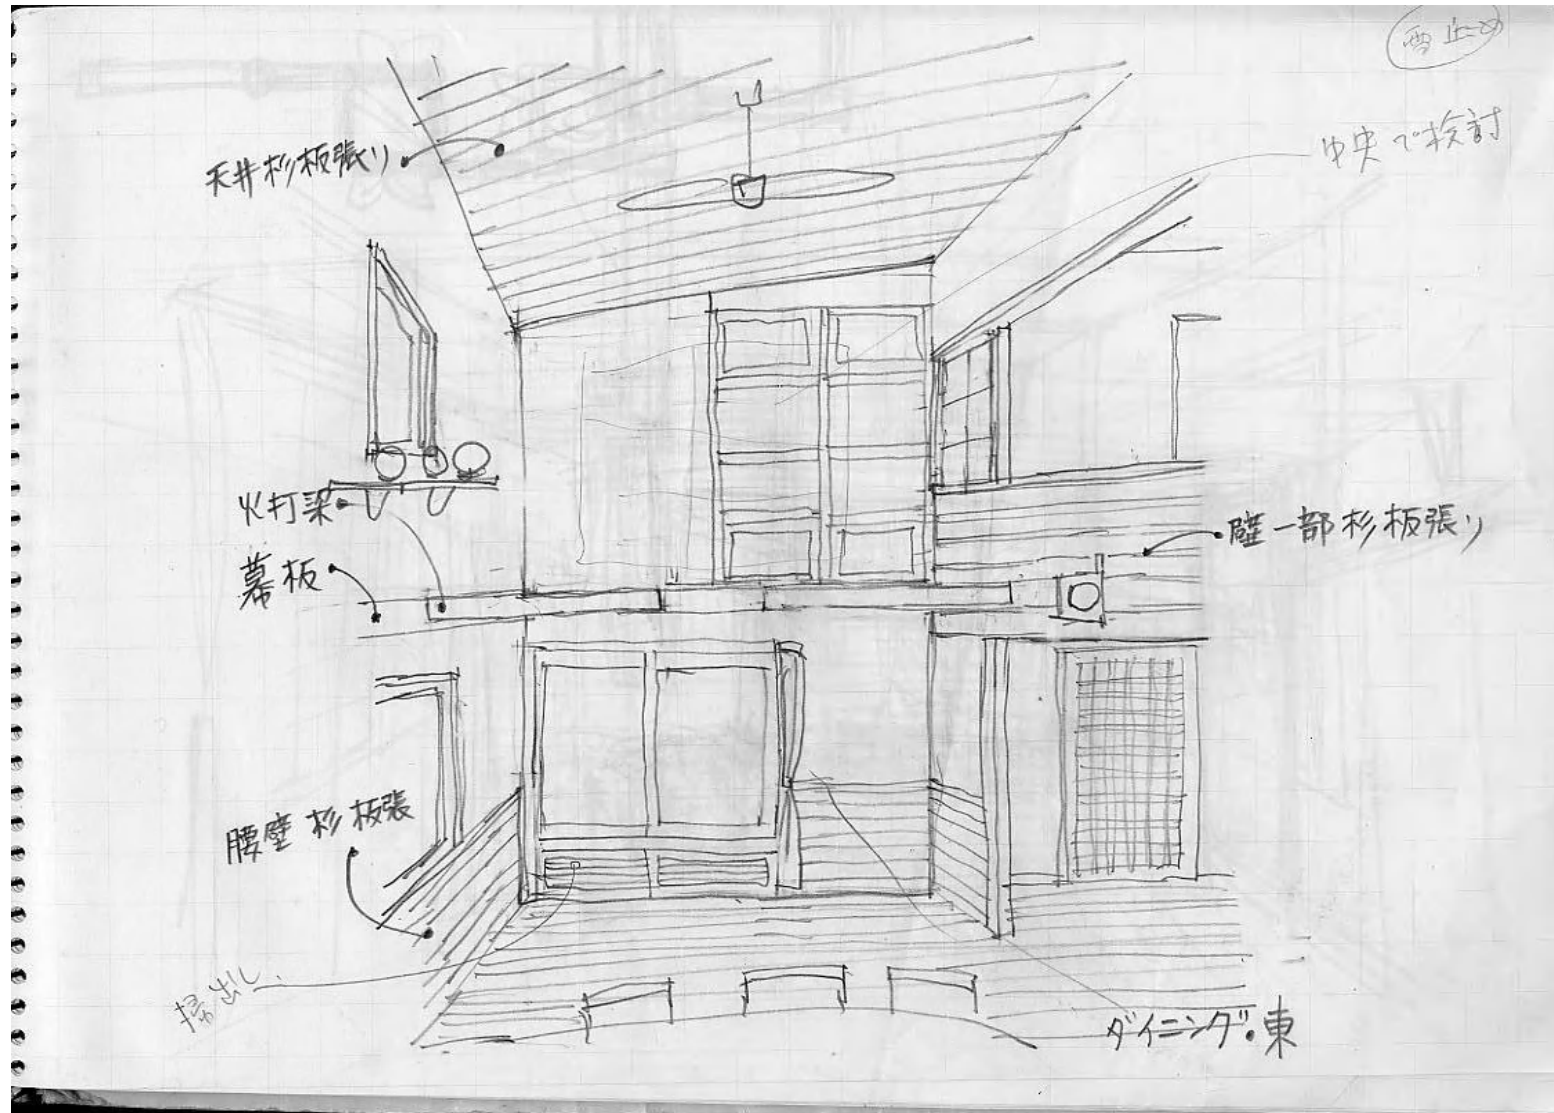 雪止め
中央で検討
天井杉板張り
火打梁
幕板
壁一部杉板張り
腰壁杉板張
掃出し
ダイニング・東